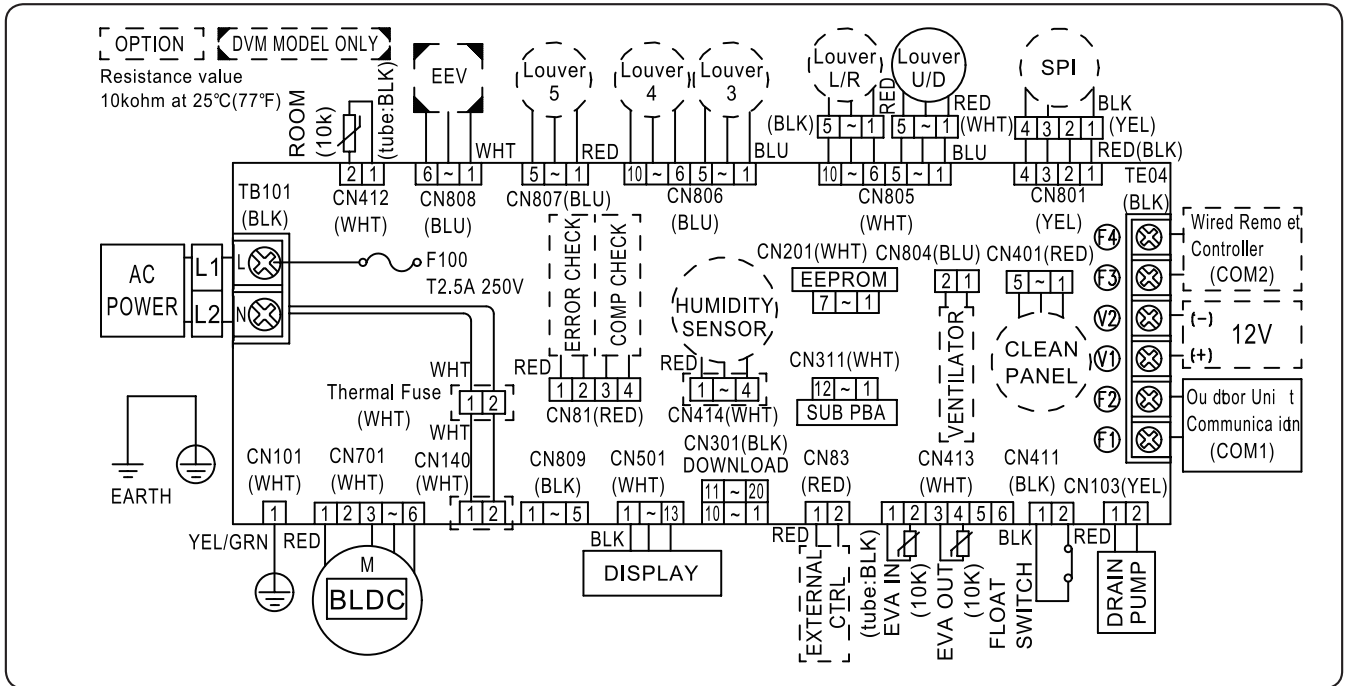 OPTION
DVM MODEL ONLY
Resistance value
10kohm at 25℃(77℉)
ROOM
(10k)
(tube:BLK)
EEV
Louver
5
Louver
4
Louver
3
Louver
L/R
Louver
U/D
SPI
WHT
RED
BLU
(BLK)
5 ~ 1
RED
5 ~ 1
RED
(WHT)
BLU
4 3 2 1
BLK
(YEL)
RED(BLK)
2 1
CN412
(WHT)
6 ~ 1
CN808
(BLU)
5 ~ 1
CN807(BLU)
10 ~ 6 5 ~ 1
CN806
(BLU)
10 ~ 6 5 ~ 1
CN805
(WHT)
4 3 2 1
CN801
(YEL)
TE04
(BLK)
TB101
(BLK)
AC
POWER
L1
L2
L
N
F100
T2.5A 250V
ERROR CHECK
COMP CHECK
RED
1 2 3 4
CN81(RED)
HUMIDITY
SENSOR
RED
1 ~ 4
CN414(WHT)
CN201(WHT)
EEPROM
7 ~ 1
CN311(WHT)
12 ~ 1
SUB PBA
CN804(BLU)
2 1
VENTILATOR
CN401(RED)
5 ~ 1
CLEAN
PANEL
F4
F3
V2
V1
F2
F1
Wired Remo et
Controller
(COM2)
(-)
12V
(+)
Ou dbor Uni t
Communica idn
(COM1)
WHT
Thermal Fuse
(WHT)
1 2
WHT
EARTH
CN101
(WHT)
1
YEL/GRN
CN701
(WHT)
1 2 3 ~ 6
RED
M
BLDC
CN140
(WHT)
1 2
CN809
(BLK)
1 ~ 5
CN501
(WHT)
1 ~ 13
BLK
DISPLAY
CN301(BLK)
DOWNLOAD
11 ~ 20
10 ~ 1
CN83
(RED)
1 2
RED
EXTERNAL
CTRL
CN413
(WHT)
1 2 3 4 5 6
(tube:BLK)
EVA IN
(10K)
EVA OUT
(10K)
FLOAT
SWITCH
CN411
(BLK)
1 2
BLK
CN103(YEL)
1 2
RED
DRAIN
PUMP